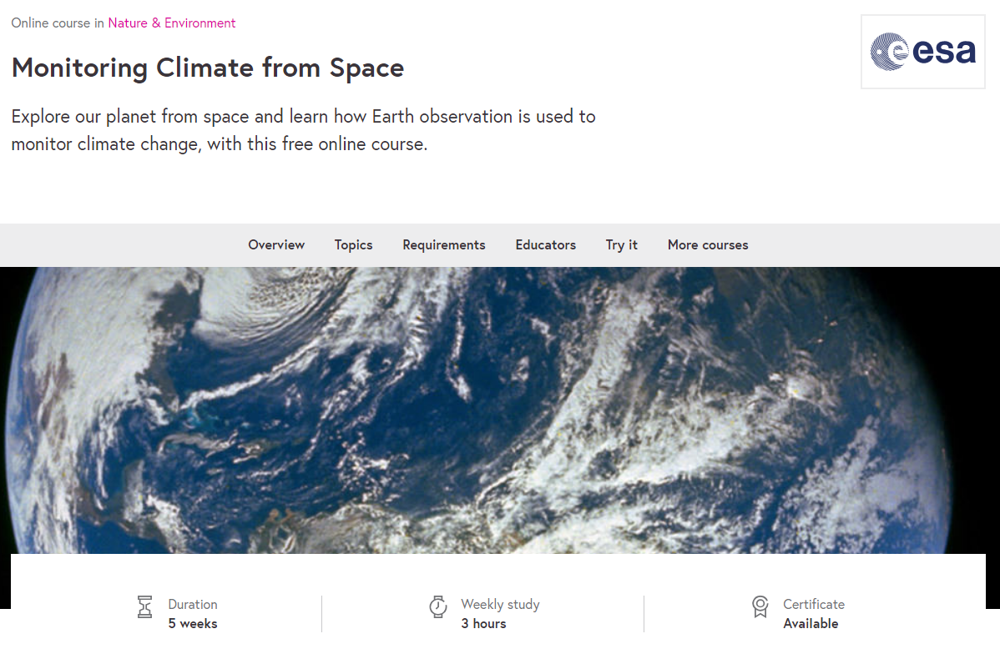 Online course in Nature & Environment
Monitoring Climate from Space
esa
Explore our planet from space and learn how Earth observation is used to
monitor climate change, with this free online course.
Overview Topics Requirements Educators Try it More courses
Duration
5 weeks
Weekly study
3 hours
Certificate
Available